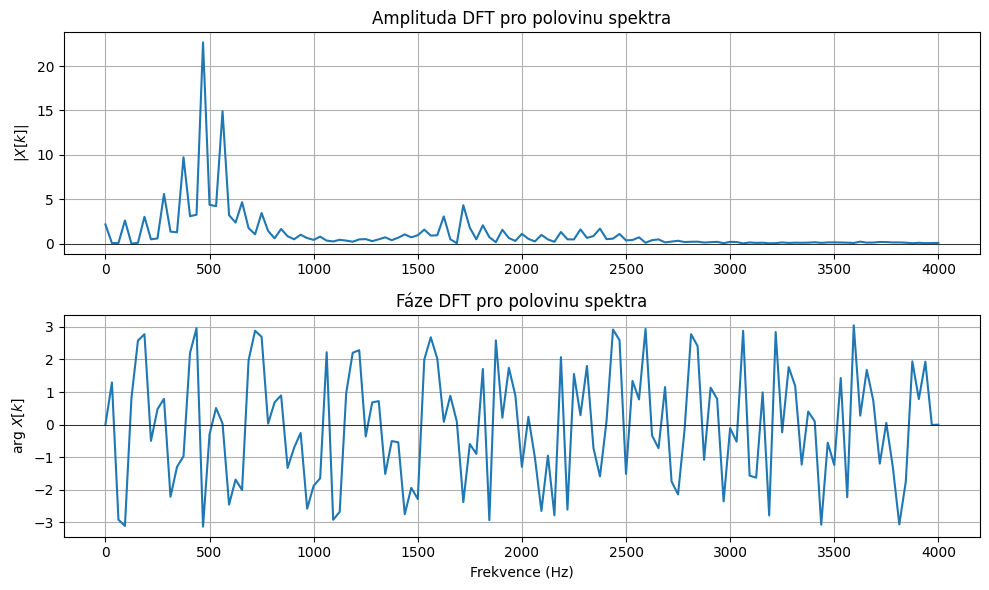 Amplituda DFT pro polovinu spektra
|X[k]|
20
15
10
5
0
0 500 1000 1500 2000 2500 3000 3500 4000
Fáze DFT pro polovinu spektra
arg X[k]
3
2
1
0
−1
−2
−3
0 500 1000 1500 2000 2500 3000 3500 4000
Frekvence (Hz)